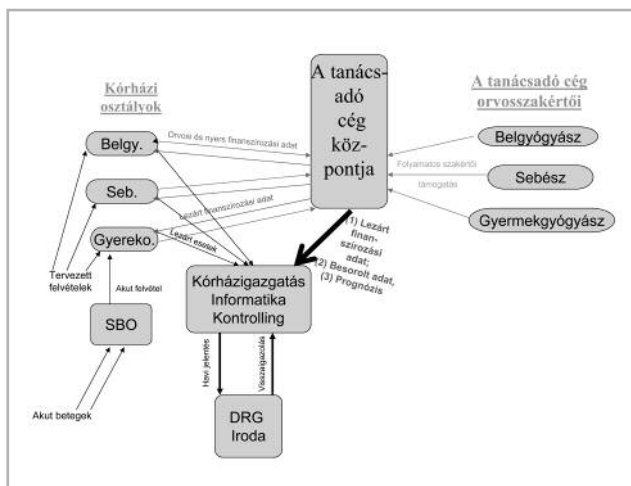 Kórházi
osztályok
A tanács-
adó
cég
köz-
pontja
A tanácsadó cég
orvosszakértői
Orvosi és nyers finanszírozási adat
Belgy.
Seb.
Gyereko.
Lezárt finanszírozási adat
Lezárt esetek
Belgyógyász
Folyamatos szakértői
támogatás
Sebész
Gyermekgyógyász
(1) Lezárt
finan-
szírozási
adat;
(2) Besorolt adat,
(3) Prognózis
Tervezett
felvételek
Akut felvétel
Kórházigazgatás
Informatika
Kontrolling
SBO
Havi jelentés
Visszaigazolás
Akut betegek
DRG
Iroda